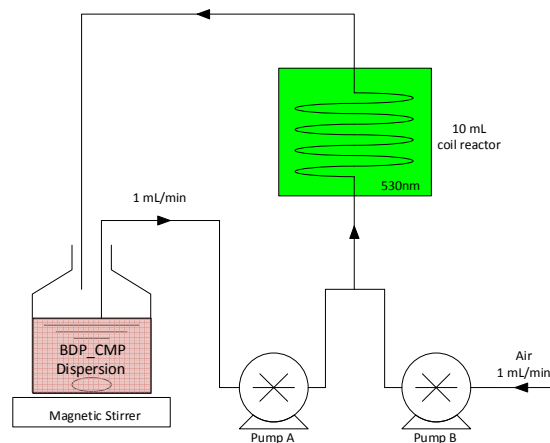 10 mL
coil reactor
530nm
1 mL/min
BDP_CMP
Dispersion
Air
1 mL/min
Magnetic Stirrer
Pump A
Pump B